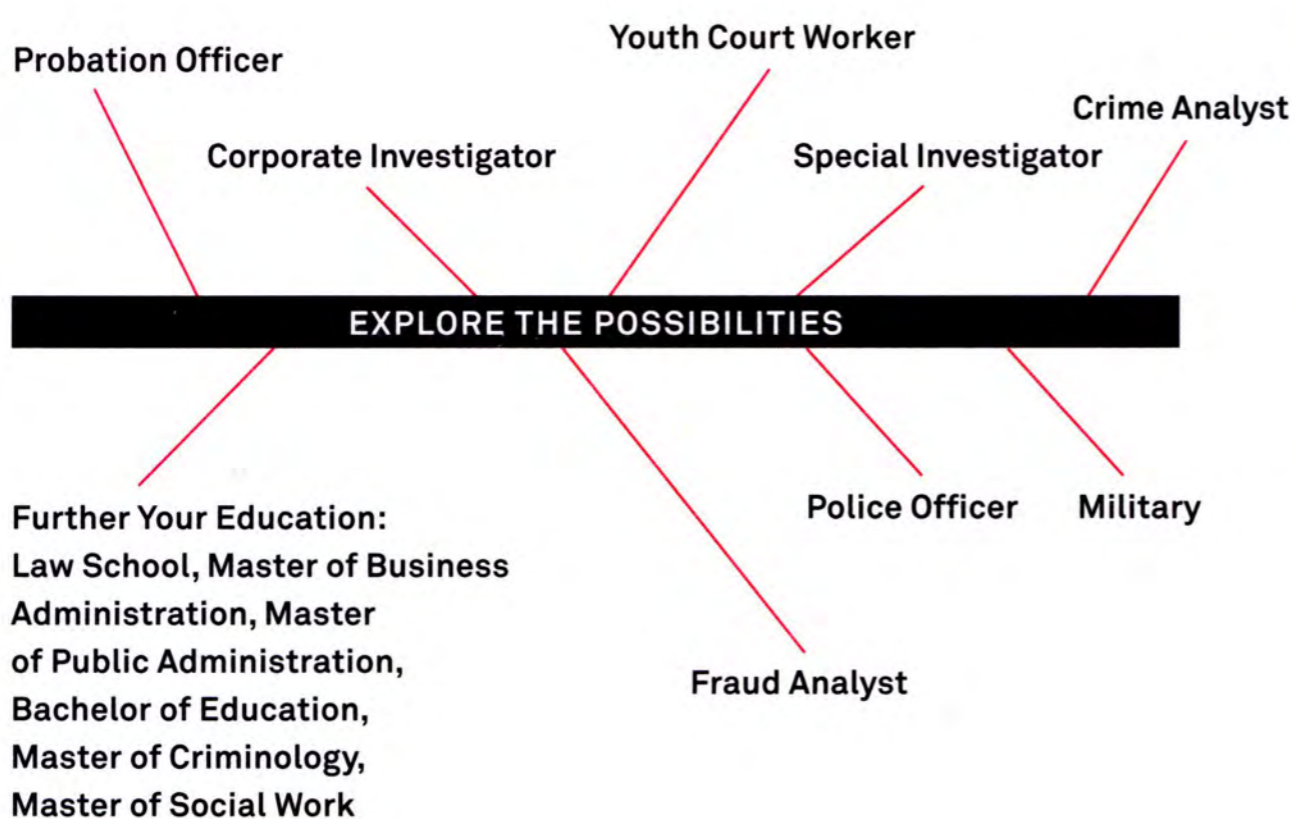 Youth Court Worker
Probation Officer
Crime Analyst
Corporate Investigator
Special Investigator
EXPLORE THE POSSIBILITIES
Further Your Education:
Law School, Master of Business
Administration, Master
of Public Administration,
Bachelor of Education,
Master of Criminology,
Master of Social Work
Police Officer
Military
Fraud Analyst